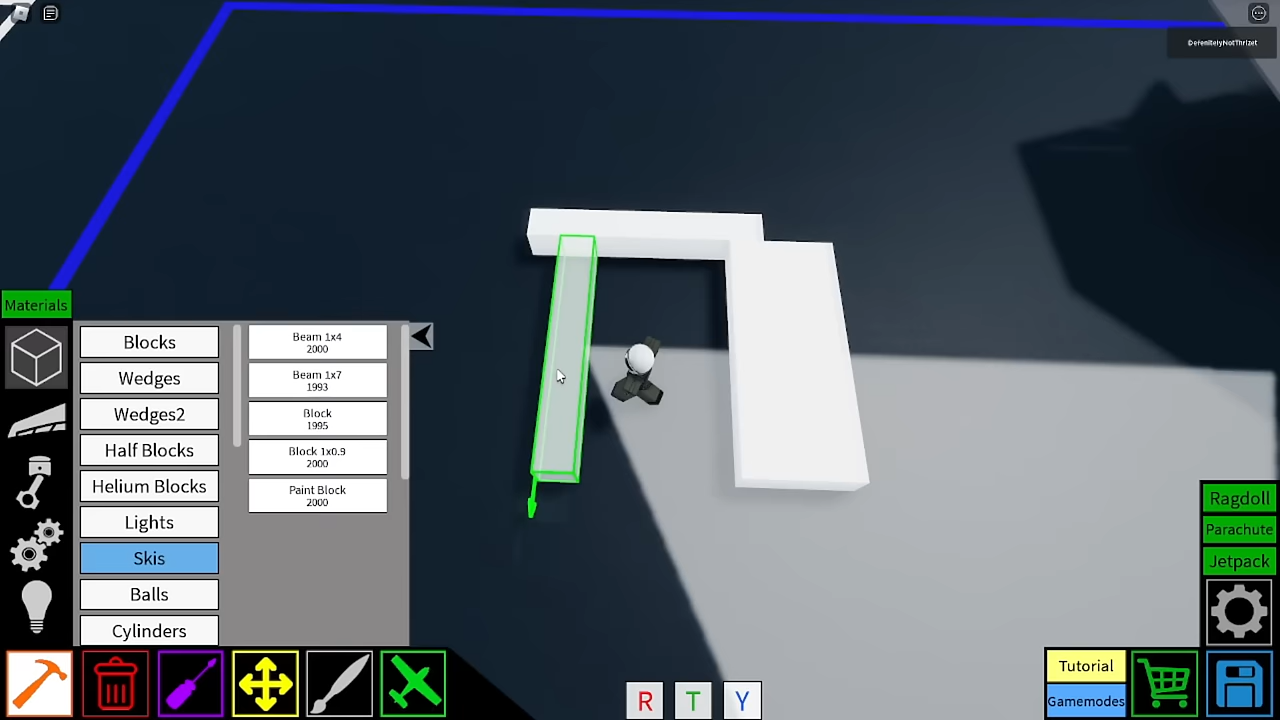 DefenitelyNotThrizet
Materials
Blocks
Wedges
Wedges2
Half Blocks
Helium Blocks
Lights
Skis
Balls
Cylinders
Beam 1x4
2000
Beam 1x7
1993
Block
1995
Block 1x0.9
2000
Paint Block
2000
Ragdoll
Parachute
Jetpack
Tutorial
Gamemodes
R T Y